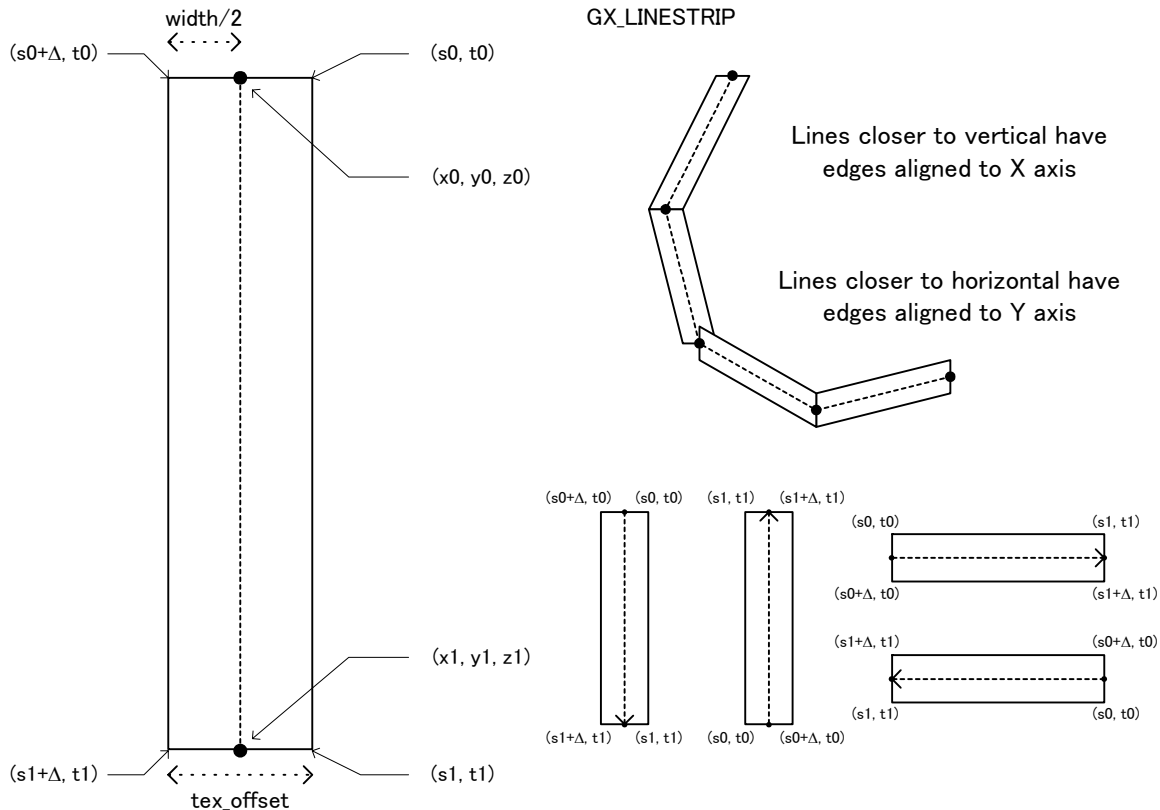 width/2
(s0+Δ, t0)
(s0, t0)
(x0, y0, z0)
(x1, y1, z1)
(s1+Δ, t1)
(s1, t1)
tex_offset
GX_LINESTRIP
Lines closer to vertical have
edges aligned to X axis
Lines closer to horizontal have
edges aligned to Y axis
(s0+Δ, t0) (s0, t0)
(s1+Δ, t1) (s1, t1)
(s1, t1) (s1+Δ, t1)
(s0, t0) (s0+Δ, t0)
(s0, t0) (s1, t1)
(s0+Δ, t0) (s1+Δ, t1)
(s1+Δ, t1) (s0+Δ, t0)
(s1, t1) (s0, t0)